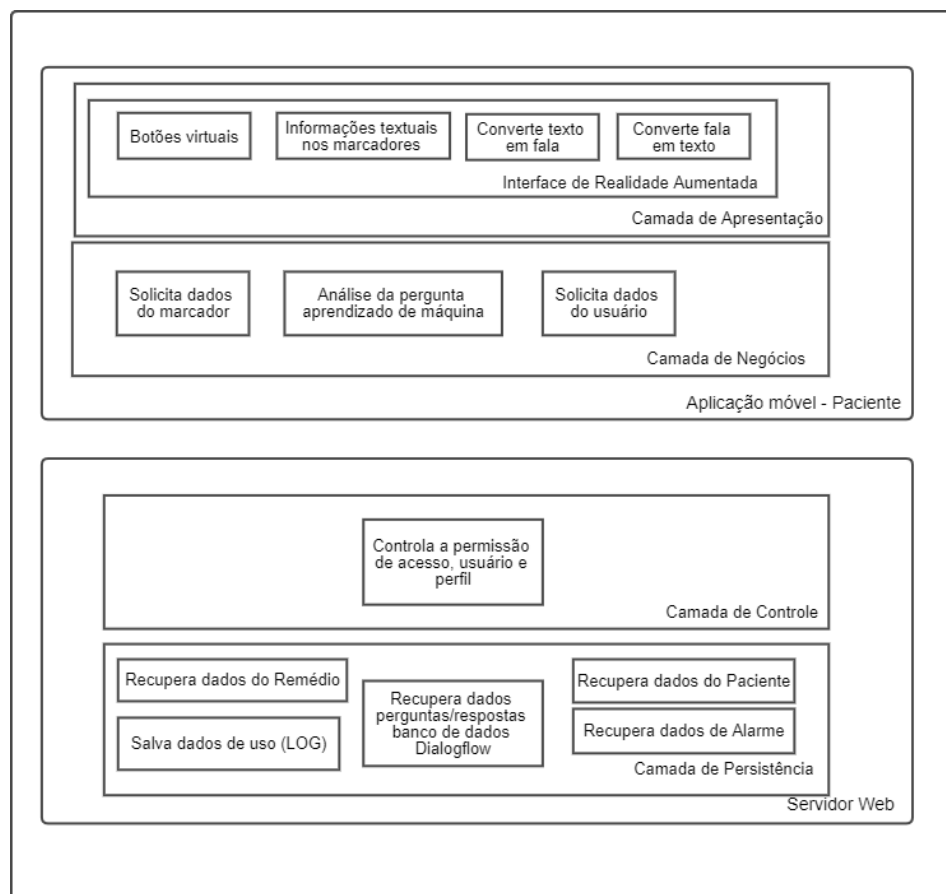 Botões virtuais
Informações textuais
nos marcadores
Converte texto
em fala
Converte fala
em texto
Interface de Realidade Aumentada
Camada de Apresentação
Solicita dados
do marcador
Análise da pergunta
aprendizado de máquina
Solicita dados
do usuário
Camada de Negócios
Aplicação móvel - Paciente
Controla a permissão
de acesso, usuário e
perfil
Camada de Controle
Recupera dados do Remédio
Salva dados de uso (LOG)
Recupera dados
perguntas/respostas
banco de dados
Dialogflow
Recupera dados do Paciente
Recupera dados de Alarme
Camada de Persistência
Servidor Web